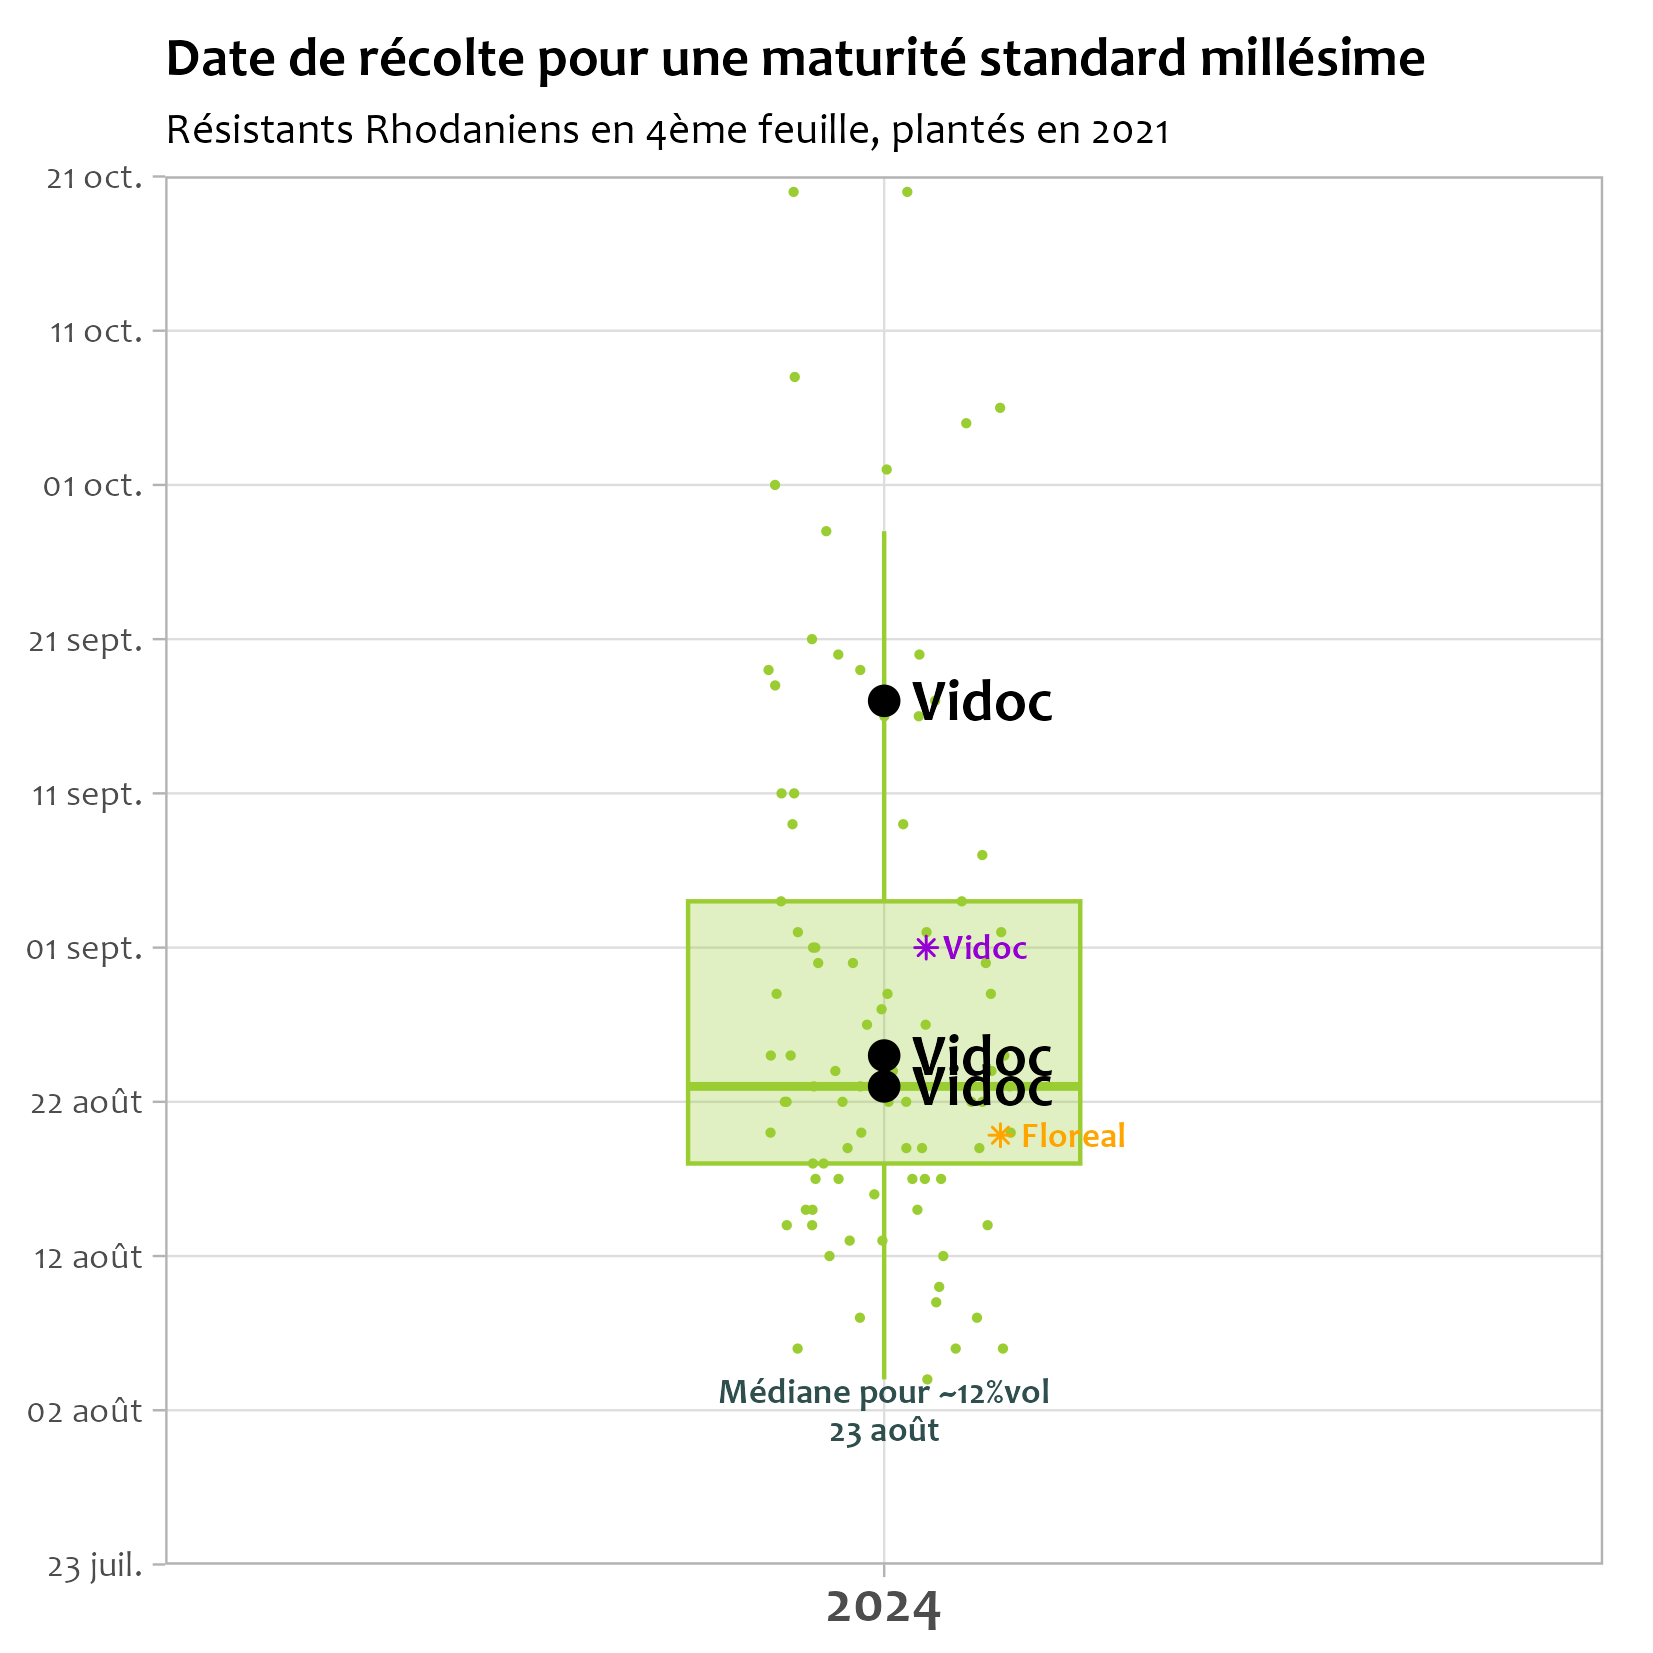 Date de récolte pour une maturité standard millésime
Résistants Rhodaniens en 4ème feuille, plantés en 2021
21 oct.
11 oct.
01 oct.
21 sept.
Vidoc
11 sept.
01 sept.
Vidoc
Vidoc
Vidoc
22 août
Floreal
12 août
Médiane pour ~12%vol
02 août
23 août
23 juil.
2024